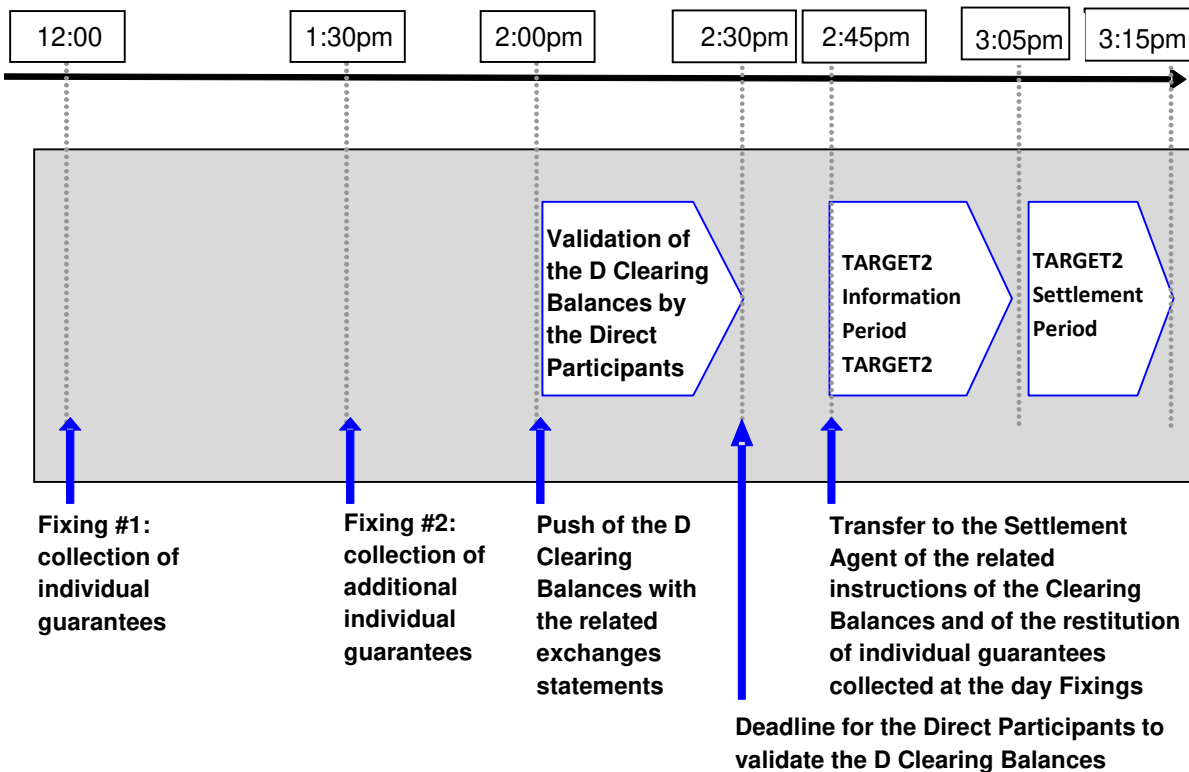 12:00
1:30pm
2:00pm
2:30pm
2:45pm
3:05pm
3:15pm
Validation of
the D Clearing
Balances by
the Direct
Participants
TARGET2
Information
Period
TARGET2
TARGET2
Settlement
Period
Fixing #1:
collection of
individual
guarantees
Fixing #2:
collection of
additional
individual
guarantees
Push of the D
Clearing
Balances with
the related
exchanges
statements
Transfer to the Settlement
Agent of the related
instructions of the Clearing
Balances and of the restitution
of individual guarantees
collected at the day Fixings
Deadline for the Direct Participants to
validate the D Clearing Balances